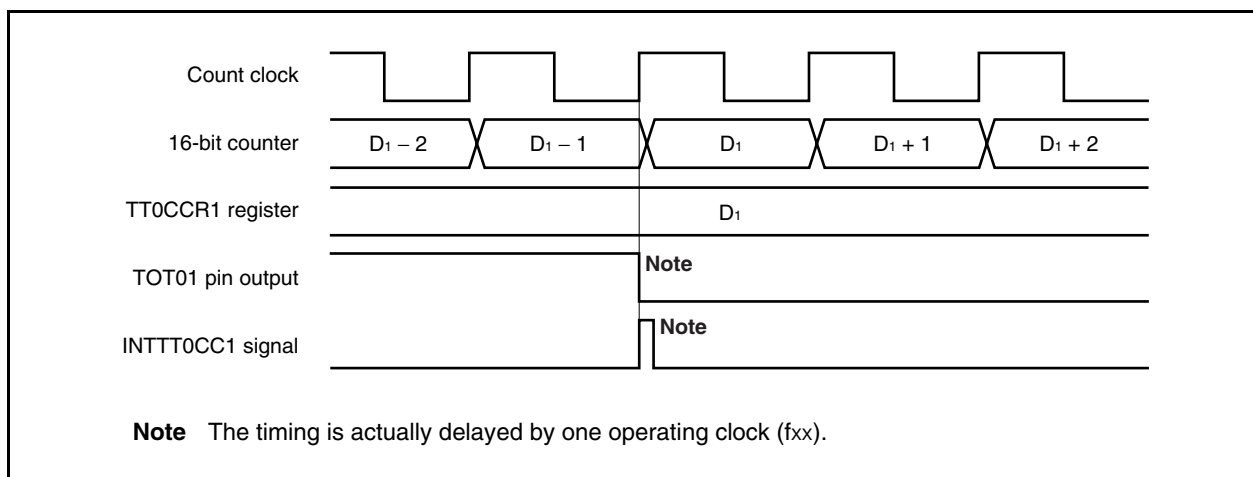 Count clock
16-bit counter
D1 – 2 D1 – 1 D1 D1 + 1 D1 + 2
TT0CCR1 register
D1
TOT01 pin output
Note
INTTT0CC1 signal
Note
Note The timing is actually delayed by one operating clock (fxx).